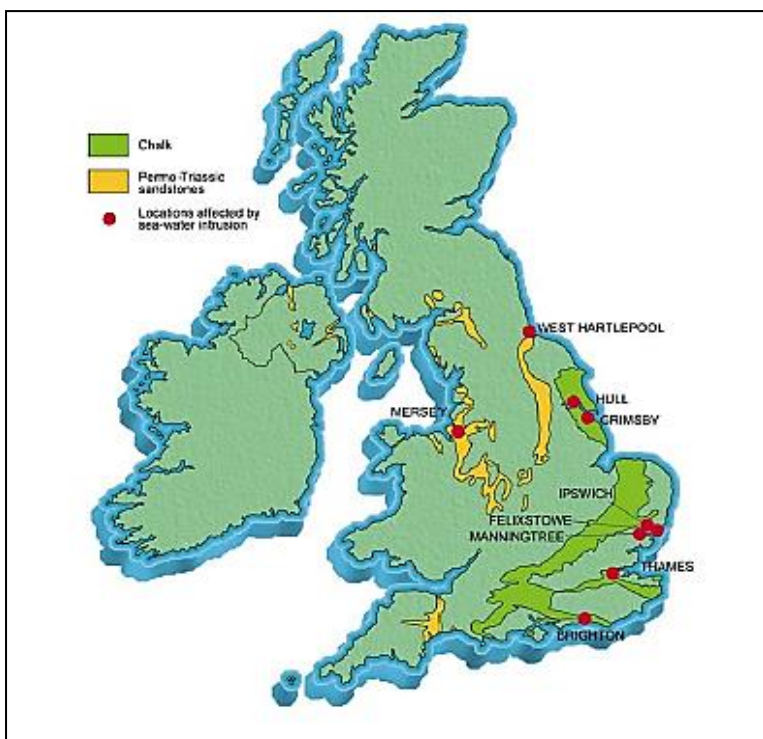 Chalk
Permo-Triassic
sandstones
Locations affected by
sea-water intrusion
WEST HARTLEPOOL
HULL
GRIMSBY
MERSEY
IPSWICH
FELIXSTOWE
MANNINGTREE
THAMES
BRIGHTON